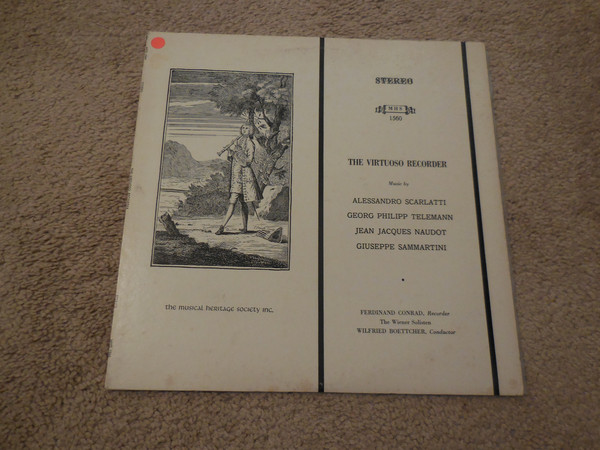 the musical heritage society inc.
STEREO
MHS
1560
THE VIRTUOSO RECORDER
Music by
ALESSANDRO SCARLATTI
GEORG PHILIPP TELEMANN
JEAN JACQUES NAUDOT
GIUSEPPE SAMMARTINI
FERDINAND CONRAD, Recorder
The Wiener Solisten
WILFRIED BOETTCHER, Conductor